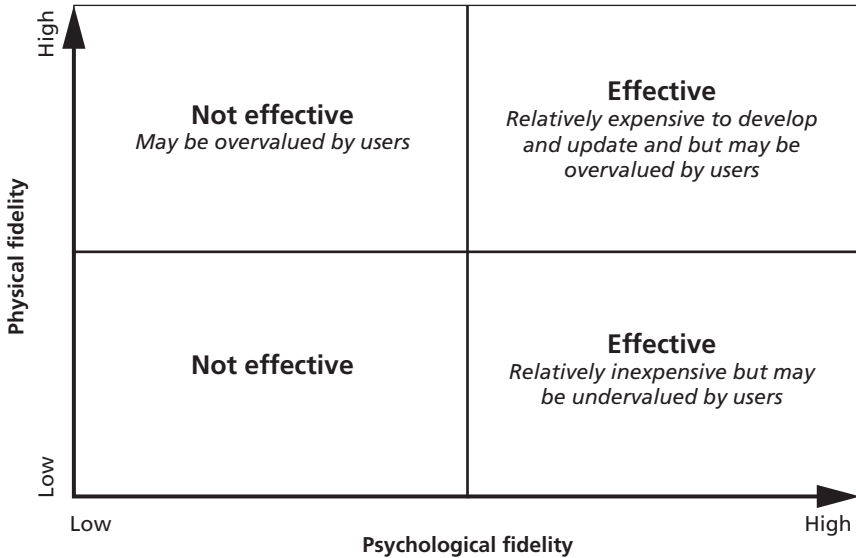 High
Not effective
May be overvalued by users
Effective
Relatively expensive to develop
and update and but may be
overvalued by users
Physical fidelity
Not effective
Effective
Relatively inexpensive but may
be undervalued by users
Low
Low
High
Psychological fidelity